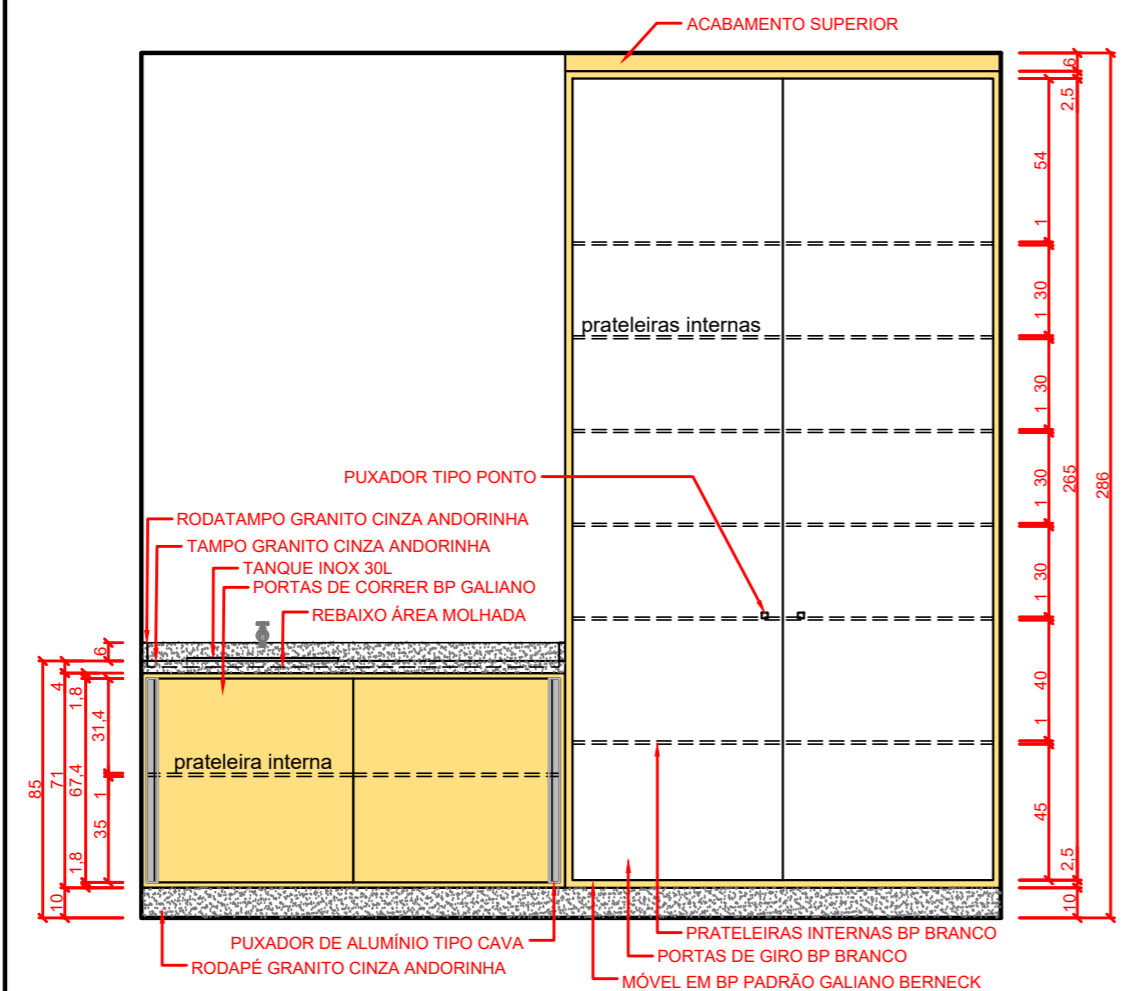 ACABAMENTO SUPERIOR
6
2,5
54
1
30
1
prateleiras internas
30
1
30
1
265
286
PUXADOR TIPO PONTO
RODATAMPO GRANITO CINZA ANDORINHA
TAMPO GRANITO CINZA ANDORINHA
TANQUE INOX 30L
PORTAS DE CORRER BP GALIANO
REBAIXO ÁREA MOLHADA
30
1
6
4
1,8
31,4
40
1
prateleira interna
85
71
67,4
1
35
1,8
10
45
2,5
10
PUXADOR DE ALUMÍNIO TIPO CAVA
RODAPÉ GRANITO CINZA ANDORINHA
PRATELEIRAS INTERNAS BP BRANCO
PORTAS DE GIRO BP BRANCO
MÓVEL EM BP PADRÃO GALIANO BERNECK